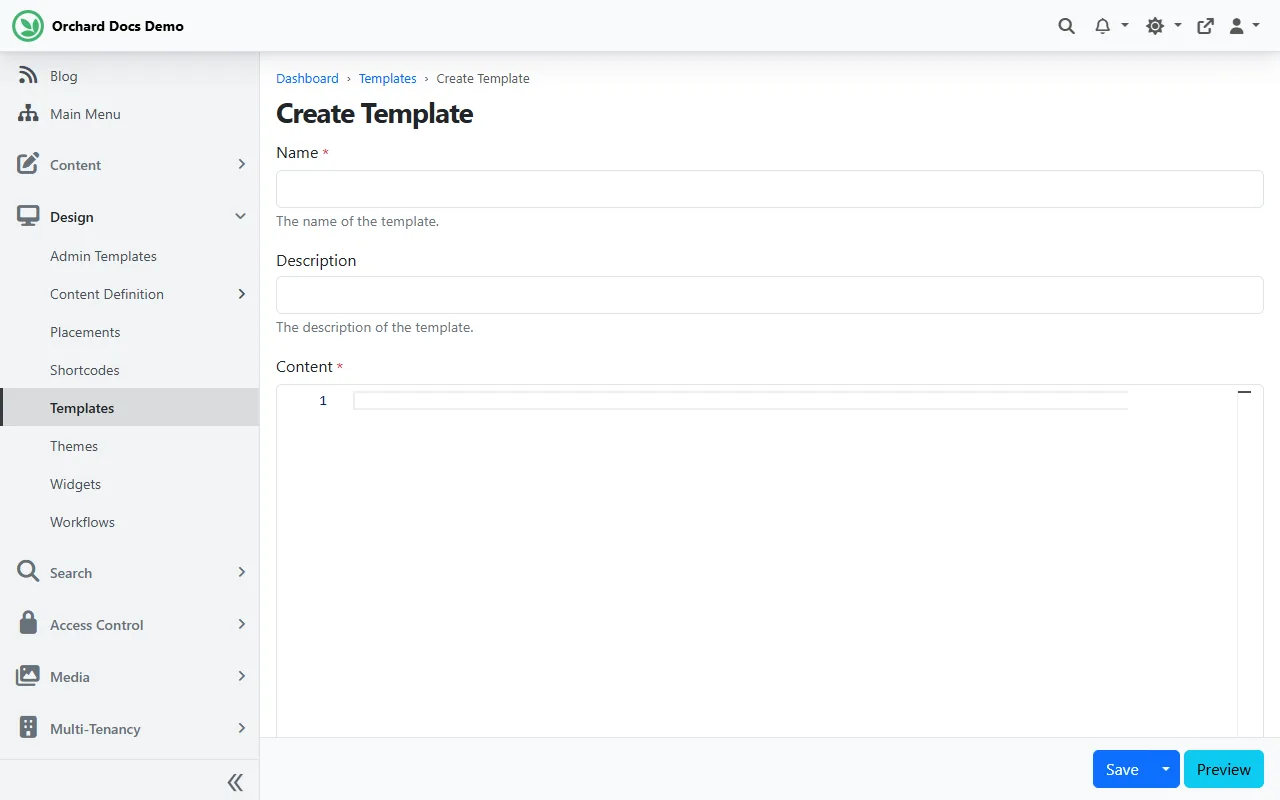 Orchard Docs Demo
Blog
Main Menu
Content
Design
Admin Templates
Content Definition
Placements
Shortcodes
Templates
Themes
Widgets
Workflows
Search
Access Control
Media
Multi-Tenancy
Dashboard › Templates › Create Template
Create Template
Name *
The name of the template.
Description
The description of the template.
Content *
1
Save
Preview